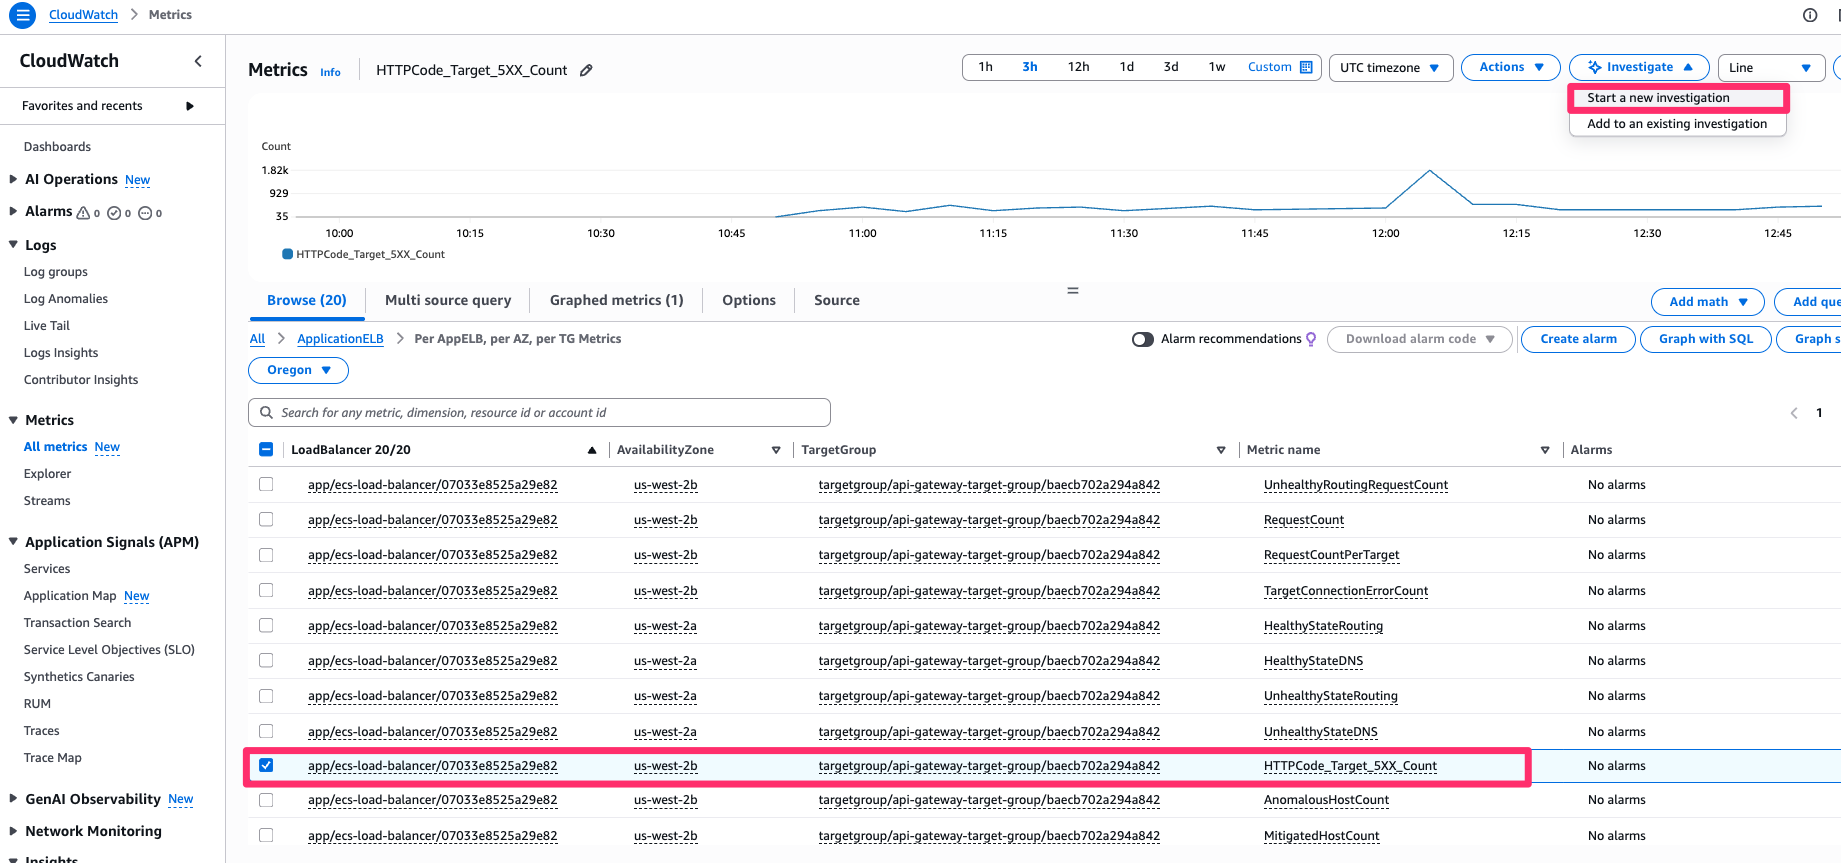 CloudWatch > Metrics
CloudWatch
Favorites and recents
Dashboards
AI Operations New
Alarms 0 0 0
Logs
Log groups
Log Anomalies
Live Tail
Logs Insights
Contributor Insights
Metrics
All metrics New
Explorer
Streams
Application Signals (APM)
Services
Application Map New
Transaction Search
Service Level Objectives (SLO)
Synthetics Canaries
RUM
Traces
Trace Map
GenAI Observability New
Network Monitoring
Insights
Metrics Info HTTPCode_Target_5XX_Count 1h 3h 12h 1d 3d 1w Custom UTC timezone Actions Investigate Line
Start a new investigation
Add to an existing investigation
Count
1.82k
929
35
10:00 10:15 10:30 10:45 11:00 11:15 11:30 11:45 12:00 12:15 12:30 12:45
HTTPCode_Target_5XX_Count
Browse (20) Multi source query Graphed metrics (1) Options Source Add math Add que
All > ApplicationELB > Per AppELB, per AZ, per TG Metrics Alarm recommendations Download alarm code Create alarm Graph with SQL Graph s
Oregon
Search for any metric, dimension, resource id or account id 1
LoadBalancer 20/20 AvailabilityZone TargetGroup Metric name Alarms
app/ecs-load-balancer/07033e8525a29e82 us-west-2b targetgroup/api-gateway-target-group/baecb702a294a842 UnhealthyRoutingRequestCount No alarms
app/ecs-load-balancer/07033e8525a29e82 us-west-2b targetgroup/api-gateway-target-group/baecb702a294a842 RequestCount No alarms
app/ecs-load-balancer/07033e8525a29e82 us-west-2b targetgroup/api-gateway-target-group/baecb702a294a842 RequestCountPerTarget No alarms
app/ecs-load-balancer/07033e8525a29e82 us-west-2b targetgroup/api-gateway-target-group/baecb702a294a842 TargetConnectionErrorCount No alarms
app/ecs-load-balancer/07033e8525a29e82 us-west-2a targetgroup/api-gateway-target-group/baecb702a294a842 HealthyStateRouting No alarms
app/ecs-load-balancer/07033e8525a29e82 us-west-2a targetgroup/api-gateway-target-group/baecb702a294a842 HealthyStateDNS No alarms
app/ecs-load-balancer/07033e8525a29e82 us-west-2a targetgroup/api-gateway-target-group/baecb702a294a842 UnhealthyStateRouting No alarms
app/ecs-load-balancer/07033e8525a29e82 us-west-2a targetgroup/api-gateway-target-group/baecb702a294a842 UnhealthyStateDNS No alarms
app/ecs-load-balancer/07033e8525a29e82 us-west-2b targetgroup/api-gateway-target-group/baecb702a294a842 HTTPCode_Target_5XX_Count No alarms
app/ecs-load-balancer/07033e8525a29e82 us-west-2b targetgroup/api-gateway-target-group/baecb702a294a842 AnomalousHostCount No alarms
app/ecs-load-balancer/07033e8525a29e82 us-west-2b targetgroup/api-gateway-target-group/baecb702a294a842 MitigatedHostCount No alarms